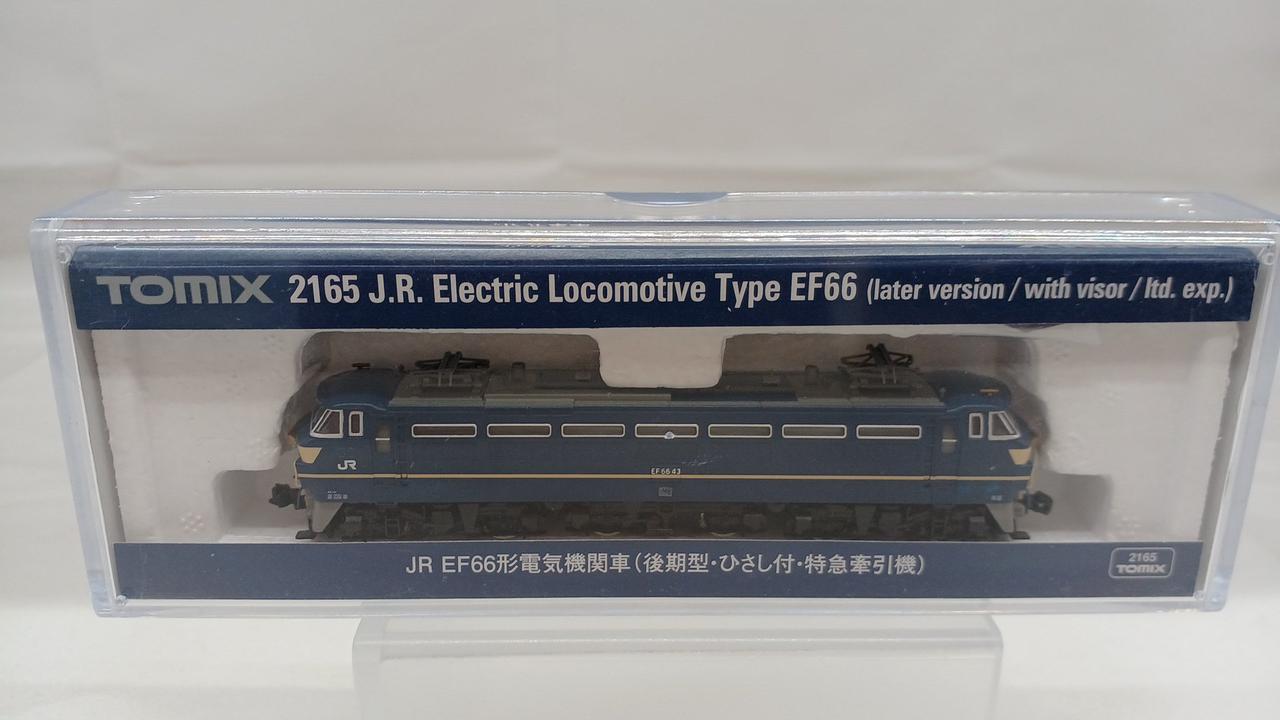 TOMIX 2165 J.R. Electric Locomotive Type EF66 (later version / with visor / ltd. exp.)
JR
EF66 43
JR EF66形電気機関車(後期型・ひさし付・特急牽引機)
2165
TOMIX